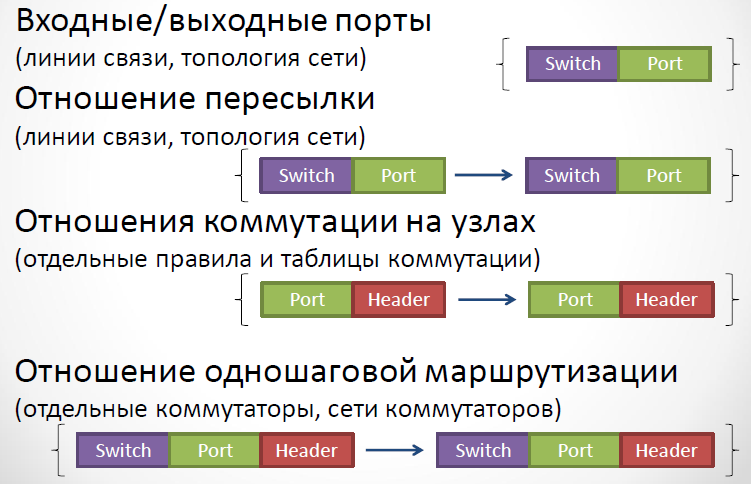 Входные/выходные порты
(линии связи, топология сети)
Switch Port
Отношение пересылки
(линии связи, топология сети)
Switch Port Switch Port
Отношения коммутации на узлах
(отдельные правила и таблицы коммутации)
Port Header Port Header
Отношение одношаговой маршрутизации
(отдельные коммутаторы, сети коммутаторов)
Switch Port Header Switch Port Header